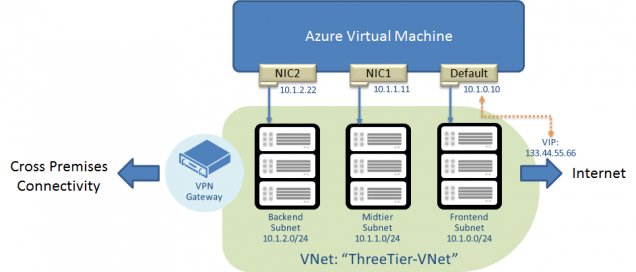 Azure Virtual Machine
NIC2
NIC1
Default
10.1.2.22
10.1.1.11
10.1.0.10
VIP:
133.44.55.66
Cross Premises
Connectivity
VPN
Gateway
Internet
Backend
Subnet
10.1.2.0/24
Midtier
Subnet
10.1.1.0/24
Frontend
Subnet
10.1.0.0/24
VNet: “ThreeTier-VNet”